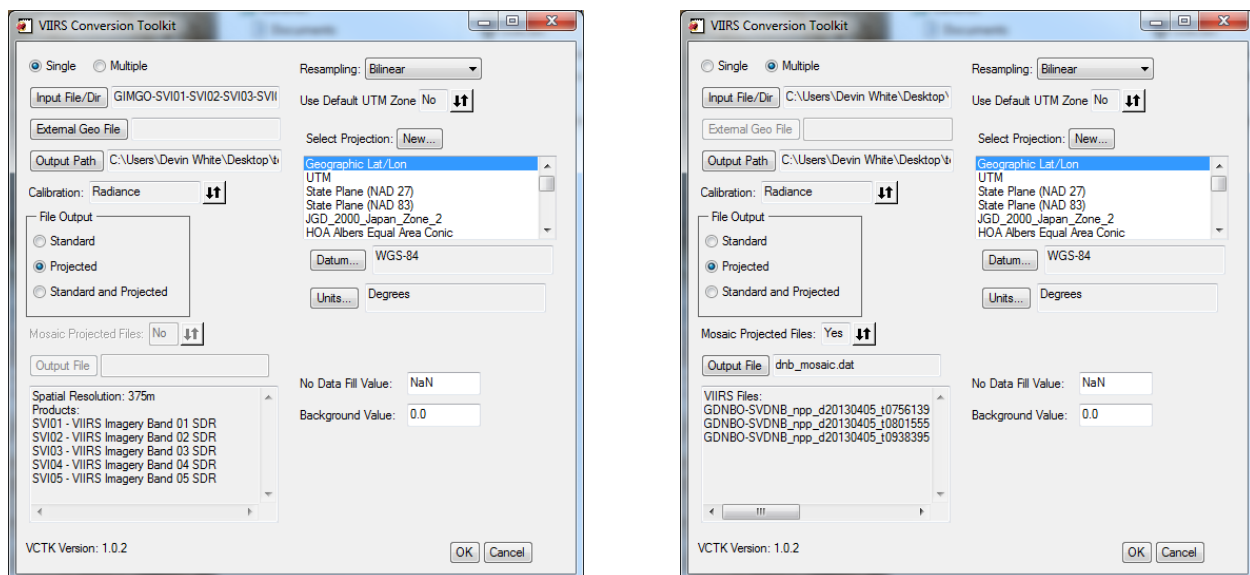 VIIRS Conversion Toolkit
Single Multiple
Input File/Dir GIMGO-SVI01-SVI02-SVI03-SVI(
External Geo File
Output Path C:\Users\Devin White\Desktop\t
Calibration: Radiance
File Output
Standard
Projected
Standard and Projected
Mosaic Projected Files: No
Output File
Spatial Resolution: 375m
Products:
SVI01 - VIIRS Imagery Band 01 SDR
SVI02 - VIIRS Imagery Band 02 SDR
SVI03 - VIIRS Imagery Band 03 SDR
SVI04 - VIIRS Imagery Band 04 SDR
SVI05 - VIIRS Imagery Band 05 SDR
VCTK Version: 1.0.2
Resampling: Bilinear
Use Default UTM Zone No
Select Projection: New...
Geographic Lat/Lon
UTM
State Plane (NAD 27)
State Plane (NAD 83)
JGD_2000_Japan_Zone_2
HOA Albers Equal Area Conic
Datum... WGS-84
Units... Degrees
No Data Fill Value: NaN
Background Value: 0.0
OK Cancel
VIIRS Conversion Toolkit
Documents
Single Multiple
Input File/Dir C:\Users\Devin White\Desktop\
External Geo File
Output Path C:\Users\Devin White\Desktop\t
Calibration: Radiance
File Output
Standard
Projected
Standard and Projected
Mosaic Projected Files: Yes
Output File dnb_mosaic.dat
VIIRS Files:
GDNBO-SVDNB_npp_d20130405_t0756139
GDNBO-SVDNB_npp_d20130405_t0801555
GDNBO-SVDNB_npp_d20130405_t0938395
VCTK Version: 1.0.2
Resampling: Bilinear
Use Default UTM Zone No
Select Projection: New...
Geographic Lat/Lon
UTM
State Plane (NAD 27)
State Plane (NAD 83)
JGD_2000_Japan_Zone_2
HOA Albers Equal Area Conic
Datum... WGS-84
Units... Degrees
No Data Fill Value: NaN
Background Value: 0.0
OK Cancel